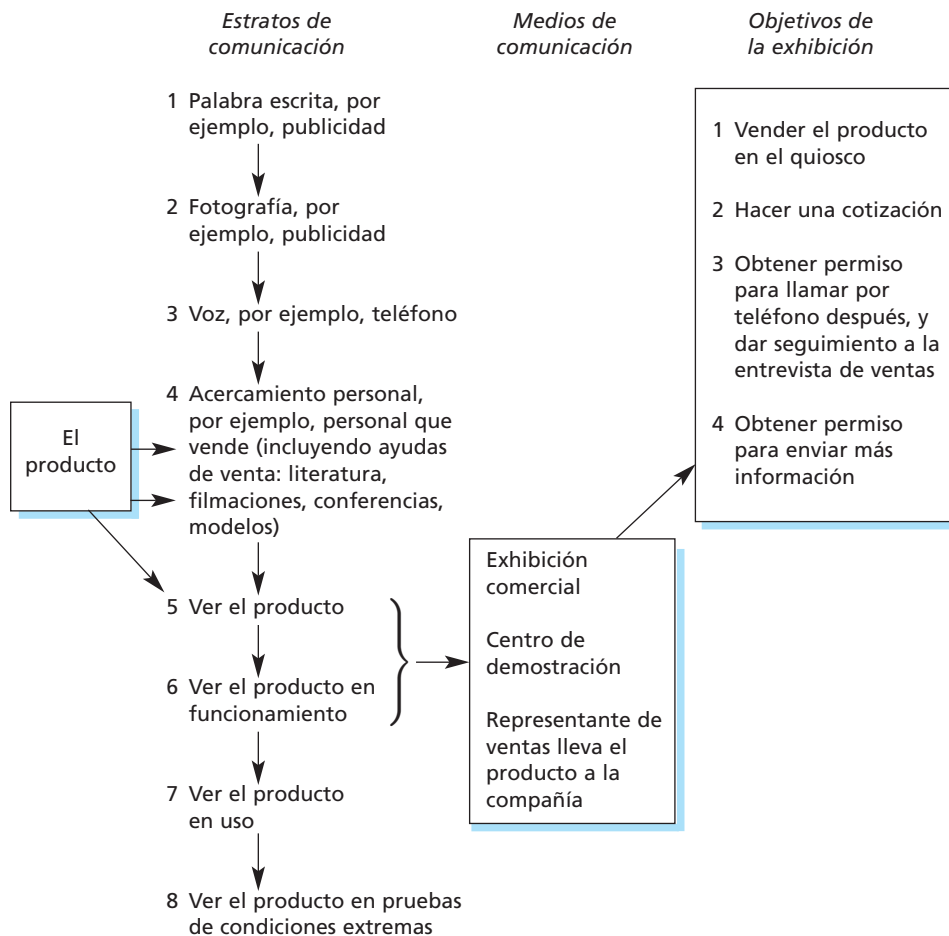 Estratos de
comunicación
Medios de
comunicación
Objetivos de
la exhibición
1 Palabra escrita, por
ejemplo, publicidad
2 Fotografía, por
ejemplo, publicidad
3 Voz, por ejemplo, teléfono
4 Acercamiento personal,
por ejemplo, personal que
vende (incluyendo ayudas
de venta: literatura,
filmaciones, conferencias,
modelos)
El
producto
5 Ver el producto
6 Ver el producto en
funcionamiento
7 Ver el producto
en uso
8 Ver el producto en pruebas
de condiciones extremas
Exhibición
comercial
Centro de
demostración
Representante de
ventas lleva el
producto a la
compañía
1 Vender el producto
en el quiosco
2 Hacer una cotización
3 Obtener permiso
para llamar por
teléfono después, y
dar seguimiento a la
entrevista de ventas
4 Obtener permiso
para enviar más
información